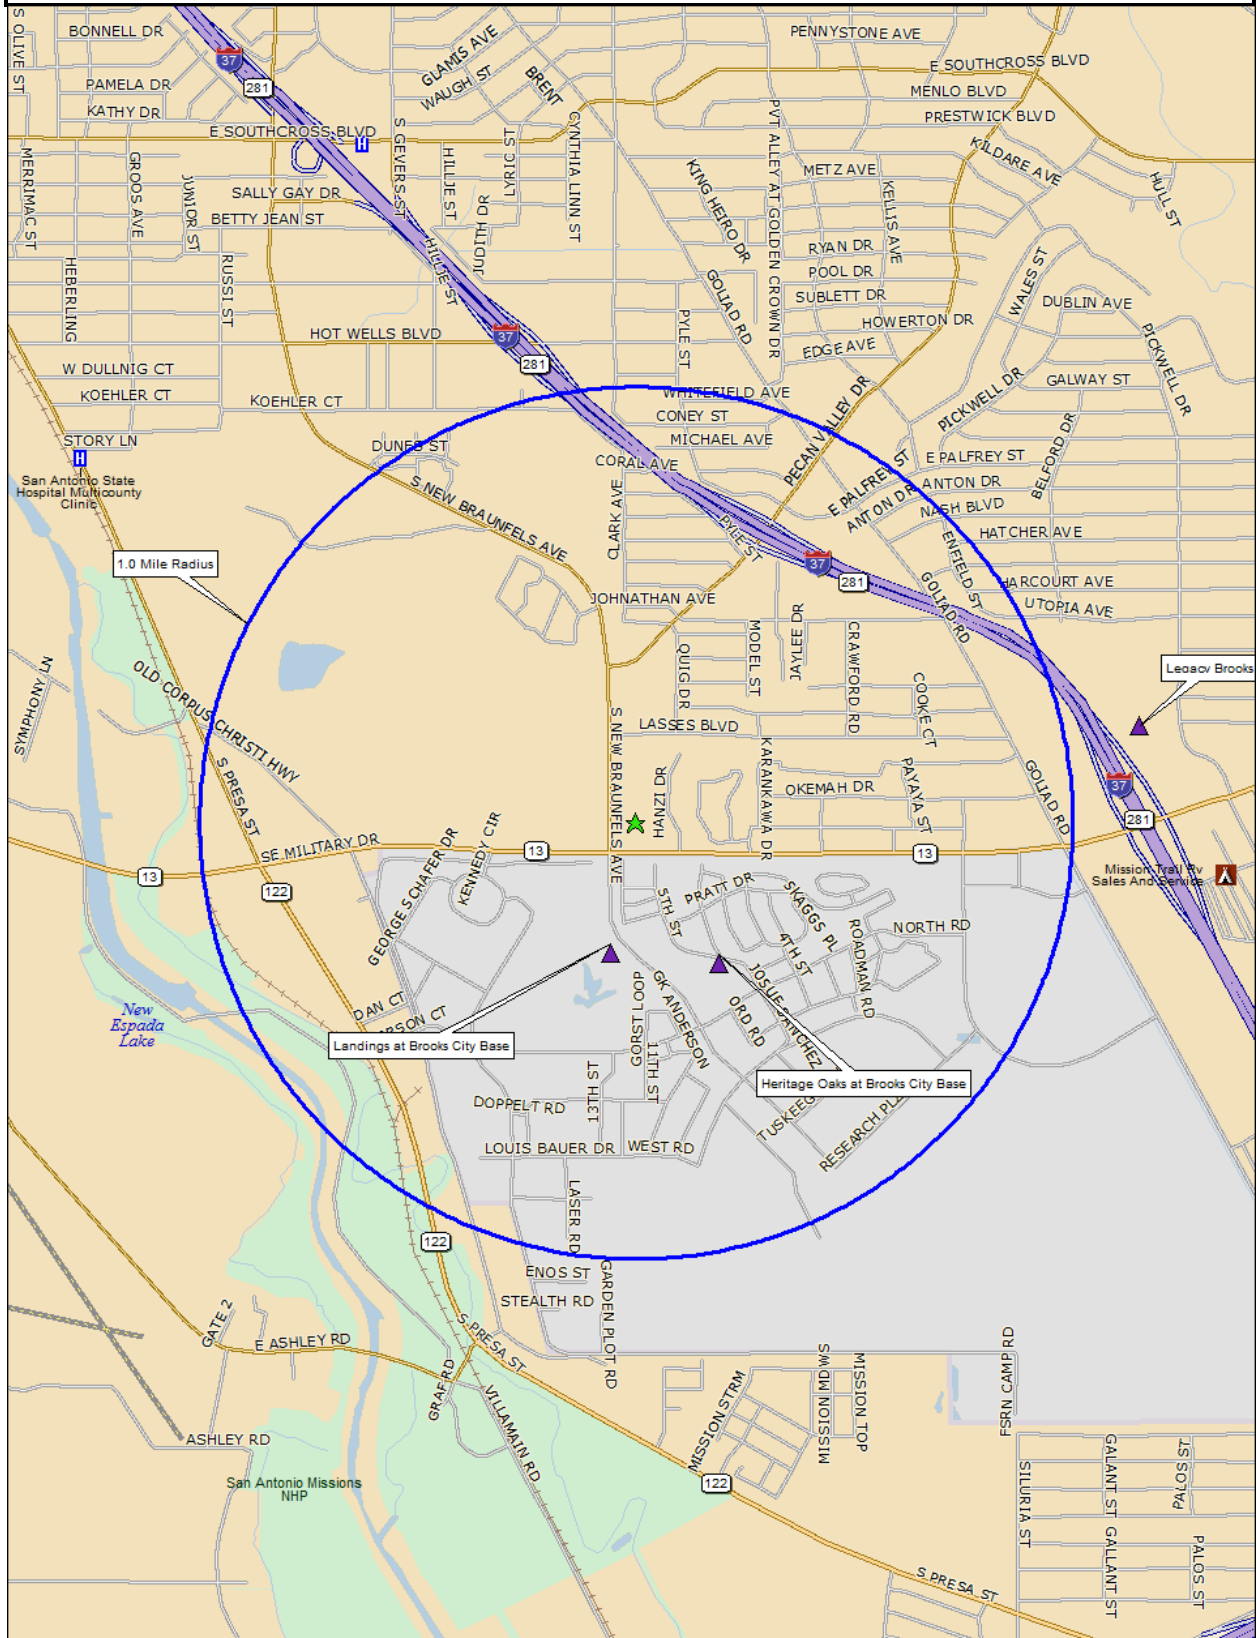 BONNELL DR
GLAMIS AVE
PENNYSTONE AVE
S OLIVE ST
37
WAUGH ST
BRENT
E SOUTHCROSS BLVD
281
PAMELA DR
MENLO BLVD
KATHY DR
PRESTWICK BLVD
E SOUTHCROSS BLVD
H
S GEVERS ST
CYNTHA LINN ST
PVT ALLEY AT GOLDEN CROWN DR
LYRIC ST
HILLJE ST
KILDARE AVE
MERRIMAC ST
GROOS AVE
JUNIOR ST
SALLY GAY DR
METZ AVE
KELLIS AVE
KING HEIRO DR
HULL ST
BETTY JEAN ST
JUDITH DR
RYAN DR
HILLJE ST
RUSSI ST
HEBERLING
GOLIAD RD
POOL DR
WALES ST
SUBLETT DR
DUBLIN AVE
HOT WELLS BLVD
37
PYLE ST
HOWERTON DR
EDGE AVE
PICKWELL DR
281
W DULLNIG CT
KOEHLER CT
KOEHLER CT
WHITEFIELD AVE
GALWAY ST
PICKWELL DR
CONEY ST
PECAN VALLEY DR
MICHAEL AVE
STORY LN
DUNES ST
H
BELFORD DR
E PALFREY ST
CORAL AVE
E PALFREY ST
San Antonio State
Hospital Multicounty
Clinic
S NEW BRAUNFELS AVE
CLARK AVE
ANTON DR
ANTON DR
NASH BLVD
PYLE ST
HATCHER AVE
ENFIELD ST
1.0 Mile Radius
37
281
HARCOURT AVE
GOLIAD RD
JOHNATHAN AVE
UTOPIA AVE
QUIG DR
MODEL ST
JAYLEE DR
CRAWFORD RD
SYMPHONY LN
OLD CORPUS CHRISTI HWY
COOKE CT
Legacy Brooks
S NEW BRAUNFELS AVE
LASSES BLVD
KARANKAWA DR
S PRESA ST
HANZI DR
OKEMAH DR
PAYAYA ST
GOLIAD RD
37
281
SE MILITARY DR
13
13
13
GEORGE SCHAFER DR
KENNEDY CIR
122
Mission Trail Rv
Sales And Service
5TH ST
PRATT DR
SKAGGS PL
4TH ST
ROADMAN RD
NORTH RD
GORST LOOP
GK ANDERSON
JOSUE SANCHEZ
ORD RD
DAN CT
New
Espada
Lake
Landings at Brooks City Base
11TH ST
13TH ST
Heritage Oaks at Brooks City Base
DOPPELT RD
RESEARCH PL
LOUIS BAUER DR
WEST RD
LASER RD
122
ENOS ST
GARDEN PLOT RD
STEALTH RD
GATE 2
E ASHLEY RD
S PRESA ST
GRAF RD
VILLAMAIN RD
MISSION STRM
MISSION MDWS
MISSION TOP
FSRN CAMP RD
ASHLEY RD
San Antonio Missions
NHP
122
SILURIA ST
GALANT ST
GALLANT ST
PALOS ST
PALOS ST
S PRESA ST